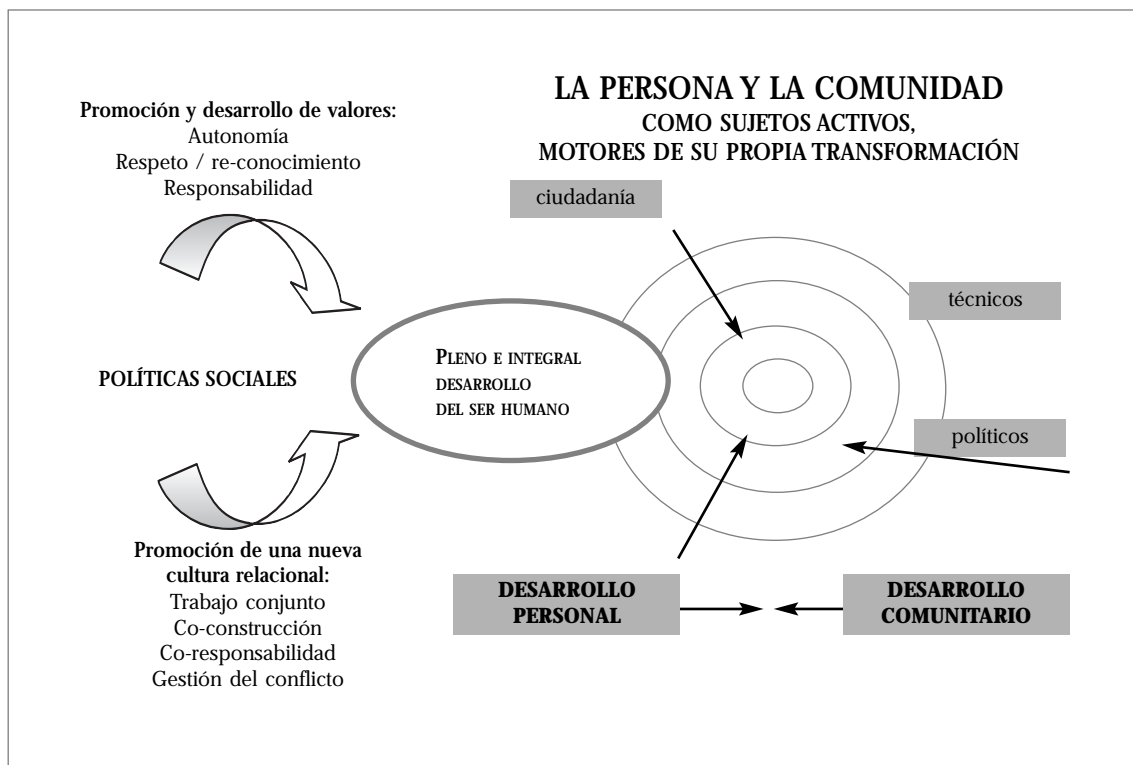 LA PERSONA Y LA COMUNIDAD
COMO SUJETOS ACTIVOS,
MOTORES DE SU PROPIA TRANSFORMACIÓN
Promoción y desarrollo de valores:
Autonomía
Respeto / re-conocimiento
Responsabilidad
ciudadanía
técnicos
POLÍTICAS SOCIALES
PLENO E INTEGRAL
DESARROLLO
DEL SER HUMANO
políticos
Promoción de una nueva
cultura relacional:
Trabajo conjunto
Co-construcción
Co-responsabilidad
Gestión del conflicto
DESARROLLO
PERSONAL
DESARROLLO
COMUNITARIO